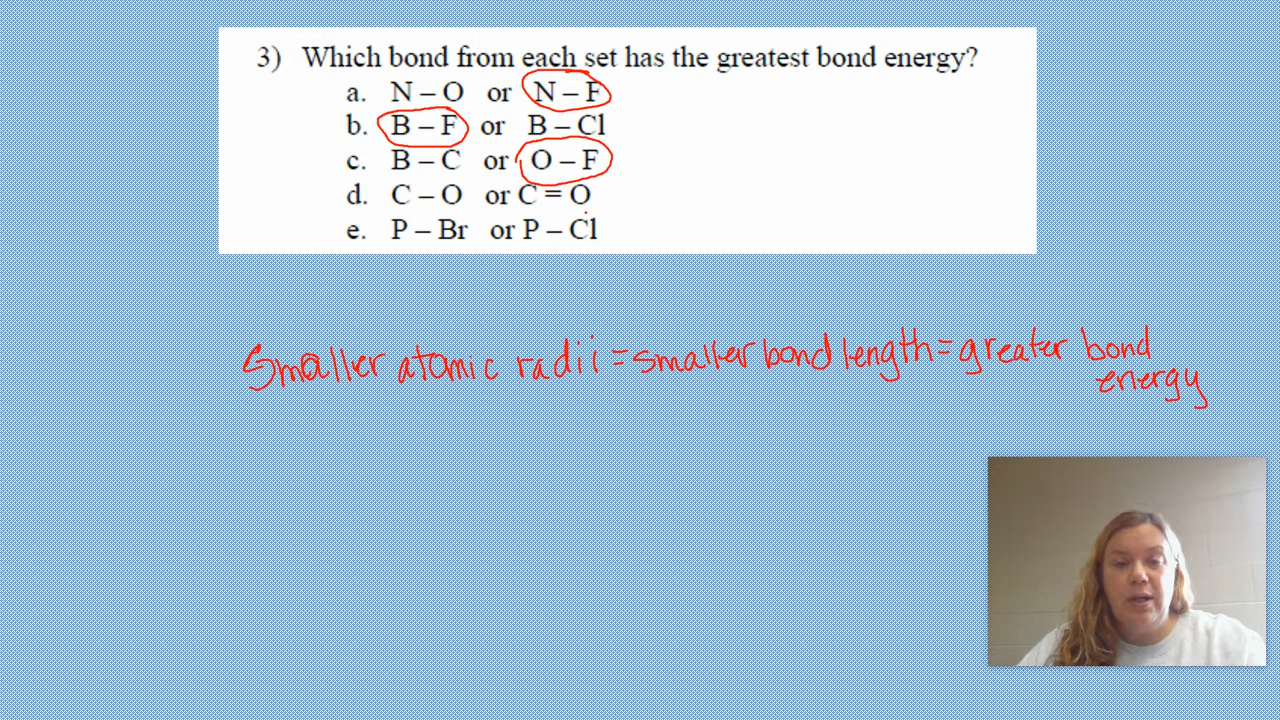 3) Which bond from each set has the greatest bond energy?
a. N – O or N – F
b. B – F or B – Cl
c. B – C or O – F
d. C – O or C = O
e. P – Br or P – Cl
Smaller atomic radii = smaller bond length = greater bond
energy